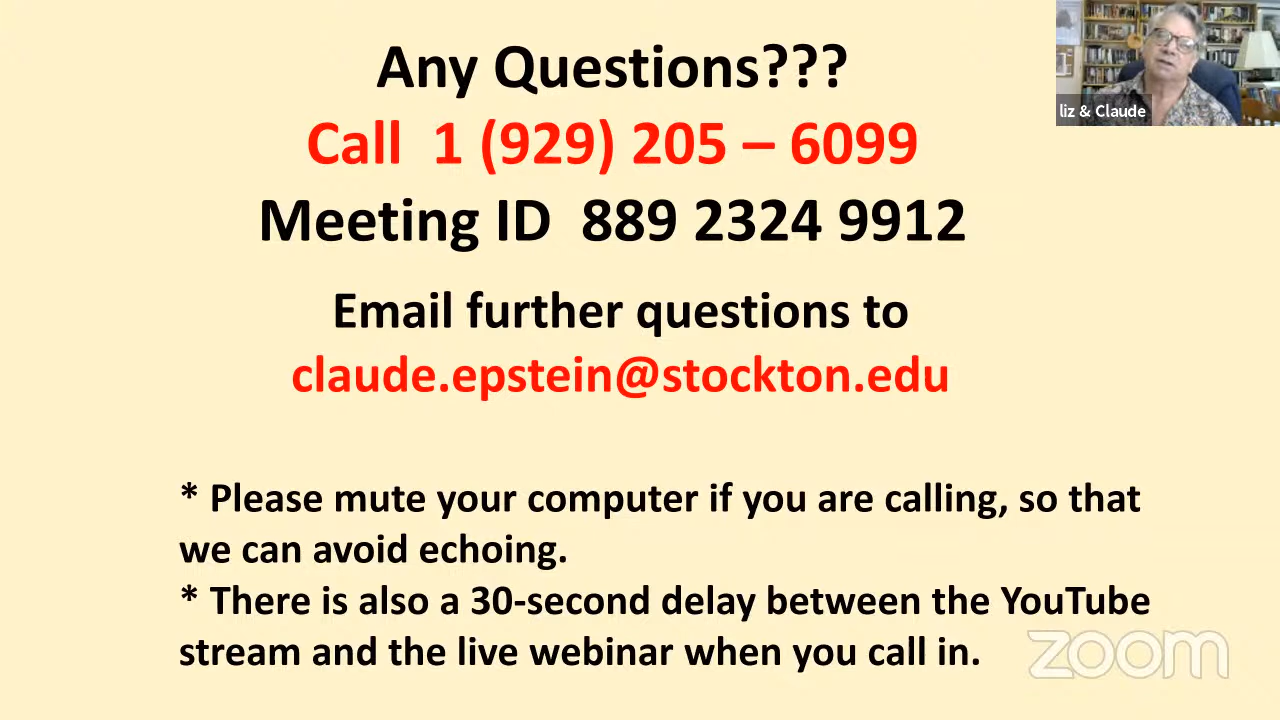 Any Questions???
Call 1 (929) 205 – 6099
Meeting ID 889 2324 9912
Email further questions to
claude.epstein@stockton.edu
* Please mute your computer if you are calling, so that
we can avoid echoing.
* There is also a 30-second delay between the YouTube
stream and the live webinar when you call in.
liz & Claude
zoom